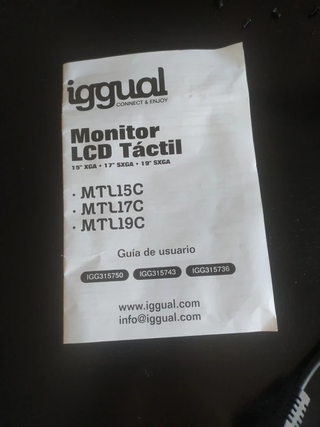 iggual
CONNECT & ENJOY
Monitor
LCD Táctil
15" XGA • 17" SXGA • 19" SXGA
· MTL15C
· MTL17C
· MTL19C
Guía de usuario
IGG315750 IGG315743 IGG315736
www.iggual.com
info@iggual.com